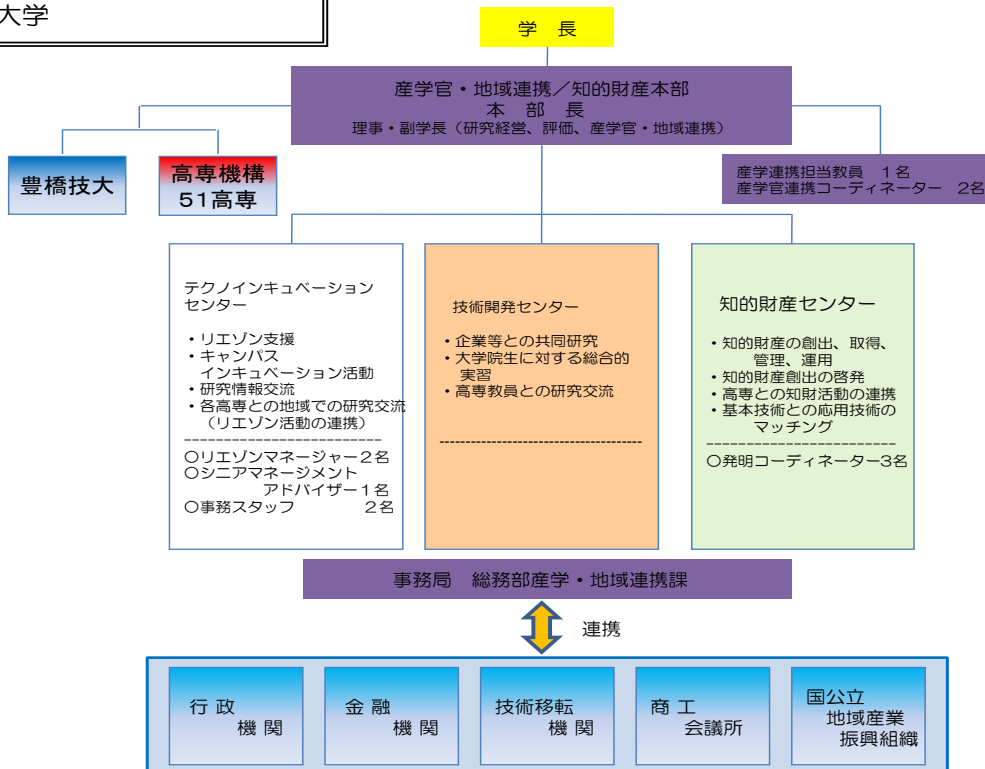 大学
学 長
産学官・地域連携／知的財産本部
本 部 長
理事・副学長（研究経営、評価、産学官・地域連携）
豊橋技大
高専機構
51高専
産学連携担当教員 １名
産学官連携コーディネーター 2名
テクノインキュベーション
センター
・リエゾン支援
・キャンパス
インキュベーション活動
・研究情報交流
・各高専との地域での研究交流
（リエゾン活動の連携）
-------------------------
〇リエゾンマネージャー２名
〇シニアマネージメント
アドバイザー１名
〇事務スタッフ 2名
技術開発センター
・企業等との共同研究
・大学院生に対する総合的
実習
・高専教員との研究交流
---------------------------------------
知的財産センター
・知的財産の創出、取得、
管理、運用
・知的財産創出の啓発
・高専との知財活動の連携
・基本技術との応用技術の
マッチング
------------------------
〇発明コーディネーター3名
事務局 総務部産学・地域連携課
連携
行 政
機 関
金 融
機 関
技術移転
機 関
商 工
会議所
国公立
地域産業
振興組織